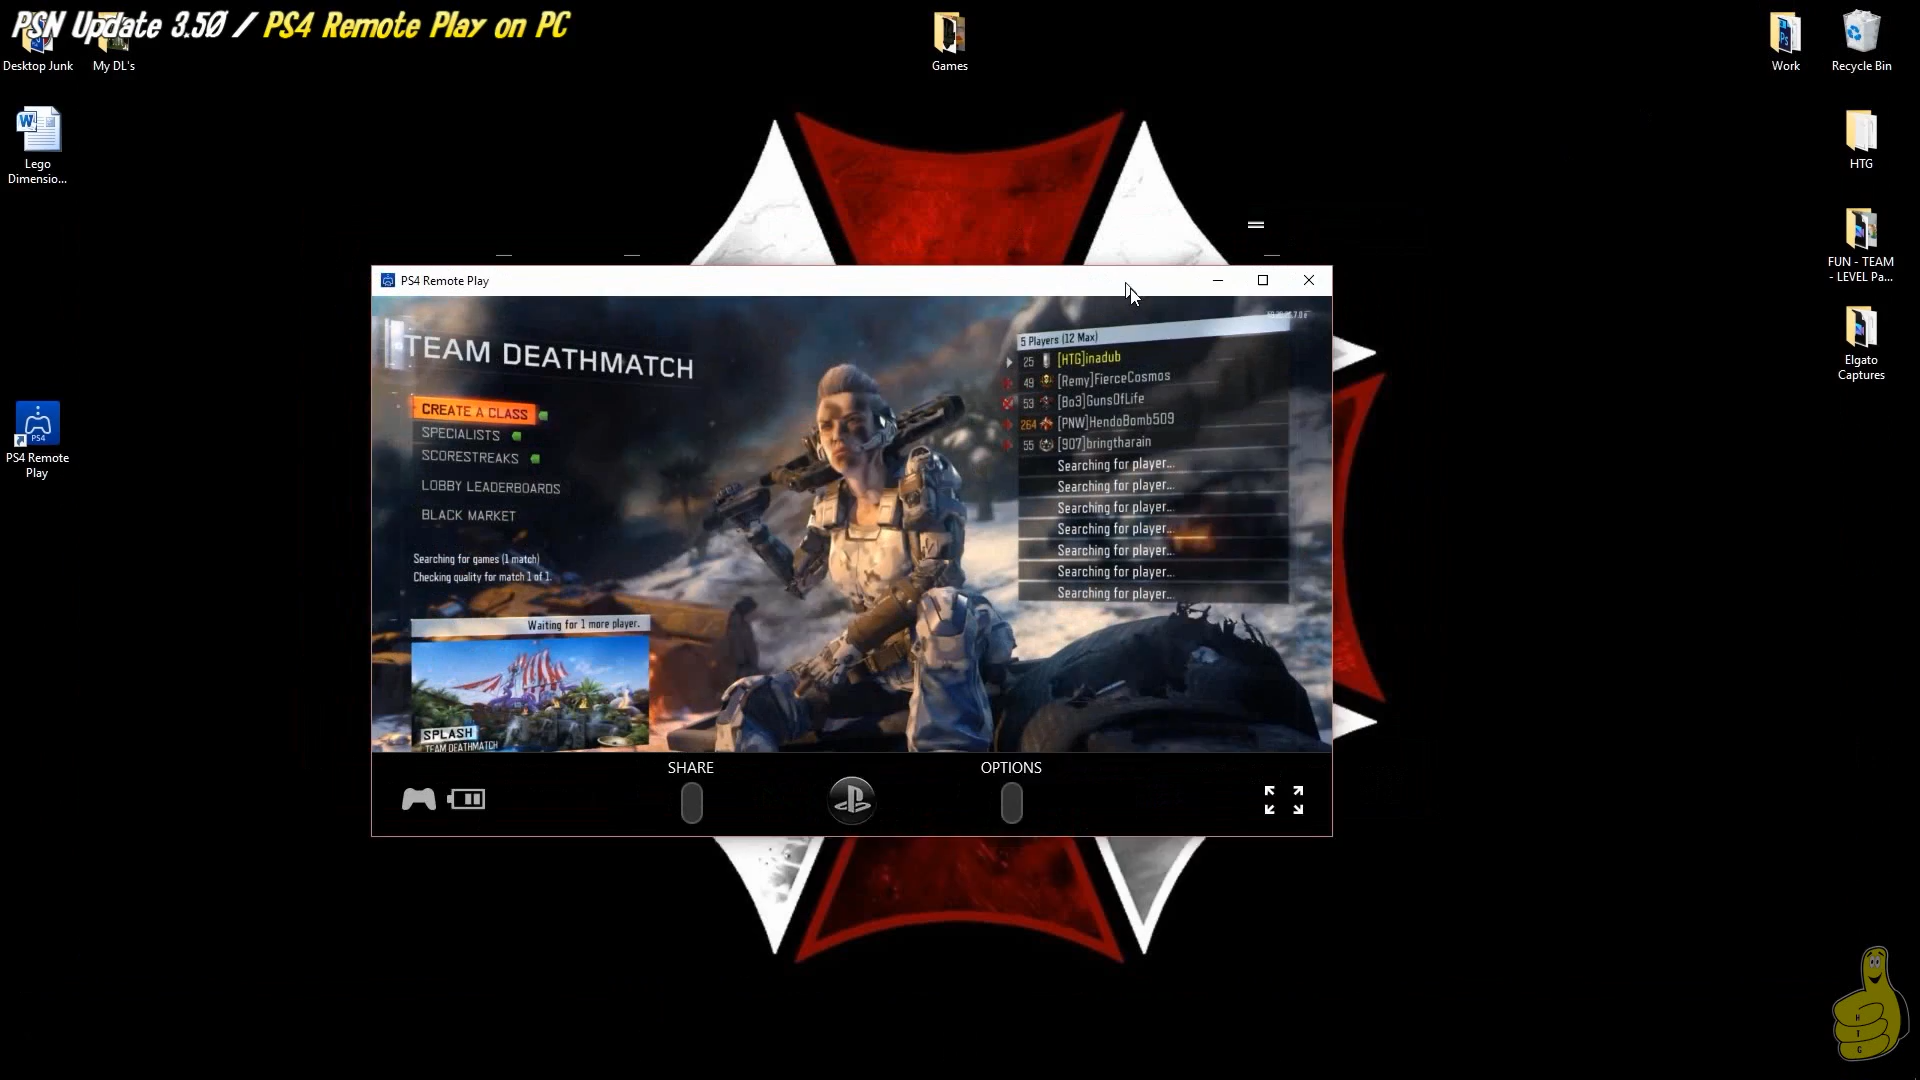 PSN Update 3.50 / PS4 Remote Play on PC
Desktop Junk
My DL's
Games
Work
Recycle Bin
Lego
Dimensio...
HTG
FUN - TEAM
- LEVEL Pa...
Elgato
Captures
PS4
PS4 Remote
Play
PS4 Remote Play
TEAM DEATHMATCH
CREATE A CLASS
SPECIALISTS
SCORESTREAKS
LOBBY LEADERBOARDS
BLACK MARKET
Searching for games (1 match)
Checking quality for match 1 of 1.
Waiting for 1 more player.
SPLASH
TEAM DEATHMATCH
5 Players (12 Max)
25 [HTG]inadub
49 [Remy]FierceCosmos
53 [Bo3]GunsOfLife
264 [PNW]HendoBomb509
55 [907]bringtharain
Searching for player...
Searching for player...
Searching for player...
Searching for player...
Searching for player...
Searching for player...
Searching for player...
SHARE
OPTIONS
H
T
G